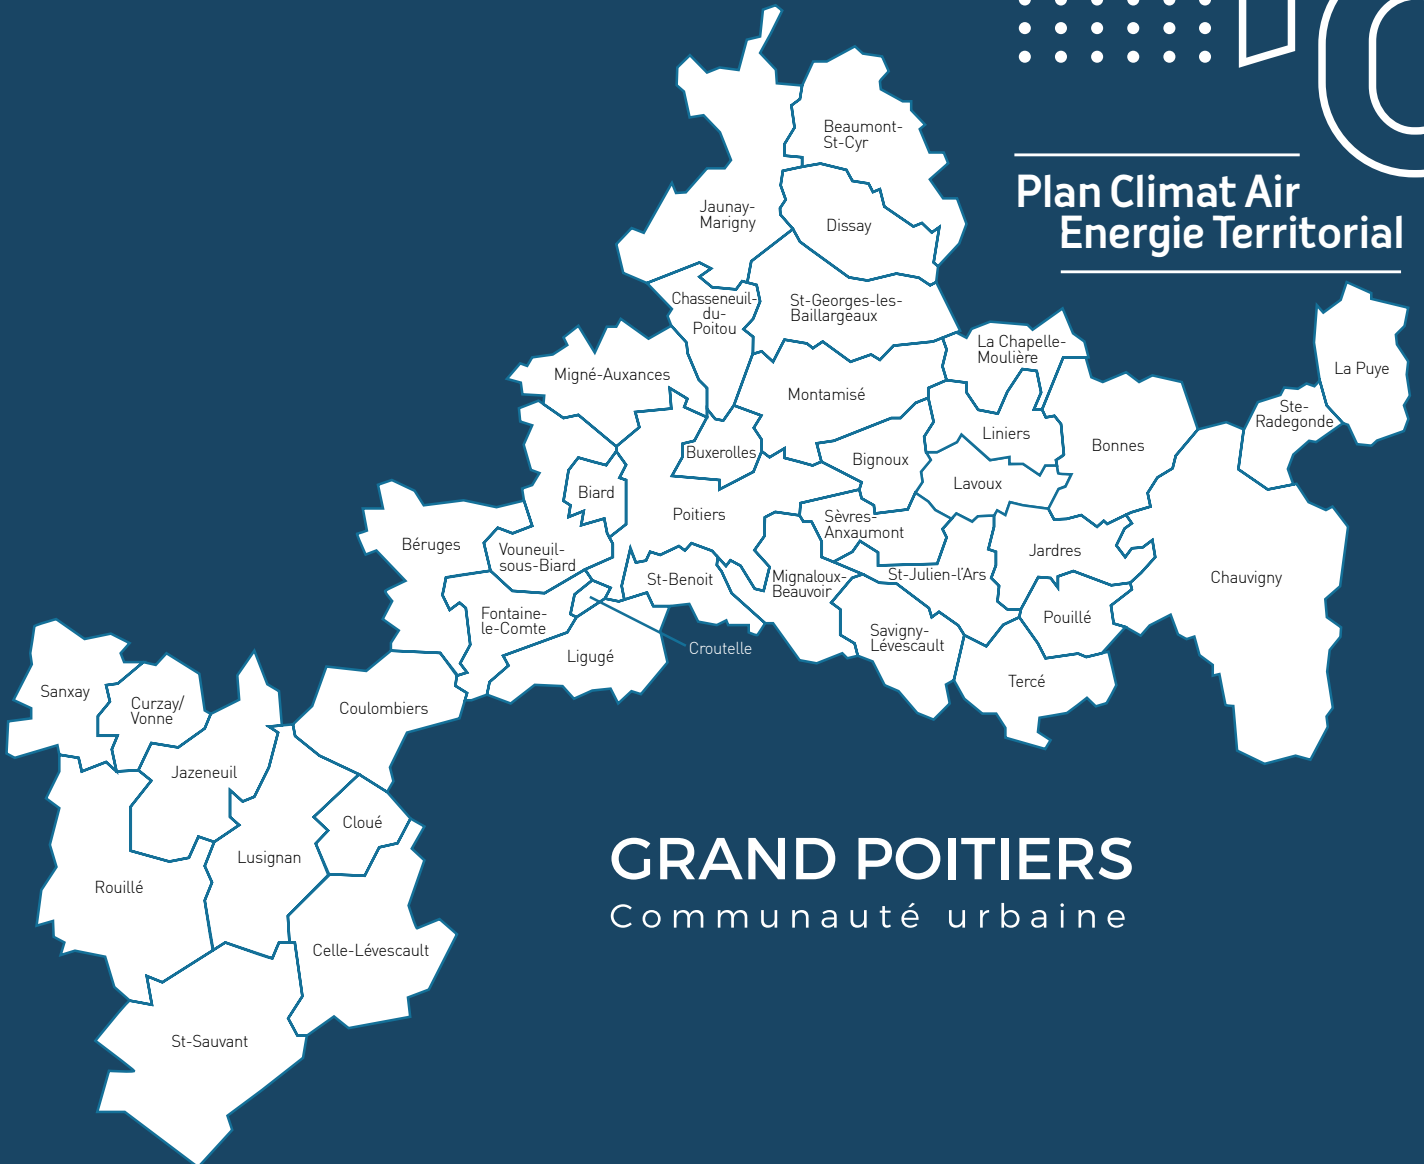 Plan Climat Air
Energie Territorial
Beaumont-
St-Cyr
Jaunay-
Marigny
Dissay
Chasseneuil-
du-
Poitou
St-Georges-les-
Baillargeaux
La Chapelle-
Moulière
La Puye
Migné-Auxances
Montamisé
Ste-
Radegonde
Liniers
Bonnes
Buxerolles
Bignoux
Lavoux
Biard
Poitiers
Sèvres-
Anxaumont
Béruges
Vouneuil-
sous-Biard
Jardres
St-Benoit
Mignaloux-
Beauvoir
St-Julien-l'Ars
Chauvigny
Fontaine-
le-Comte
Pouillé
Savigny-
Lévescault
Croutelle
Ligugé
Tercé
Sanxay
Curzay/
Vonne
Coulombiers
Jazeneuil
Cloué
Lusignan
Rouillé
Celle-Lévescault
St-Sauvant
GRAND POITIERS
Communauté urbaine